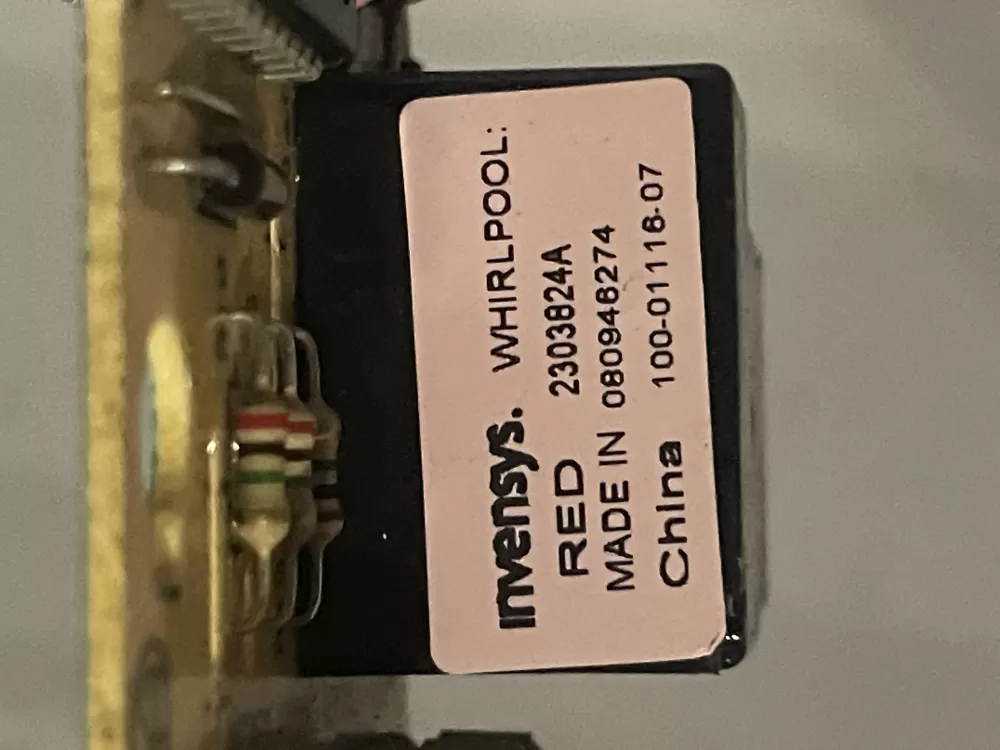 invensys. WHIRLPOOL:
RED 2303824A
MADE IN 080946274
China 100-01116-07